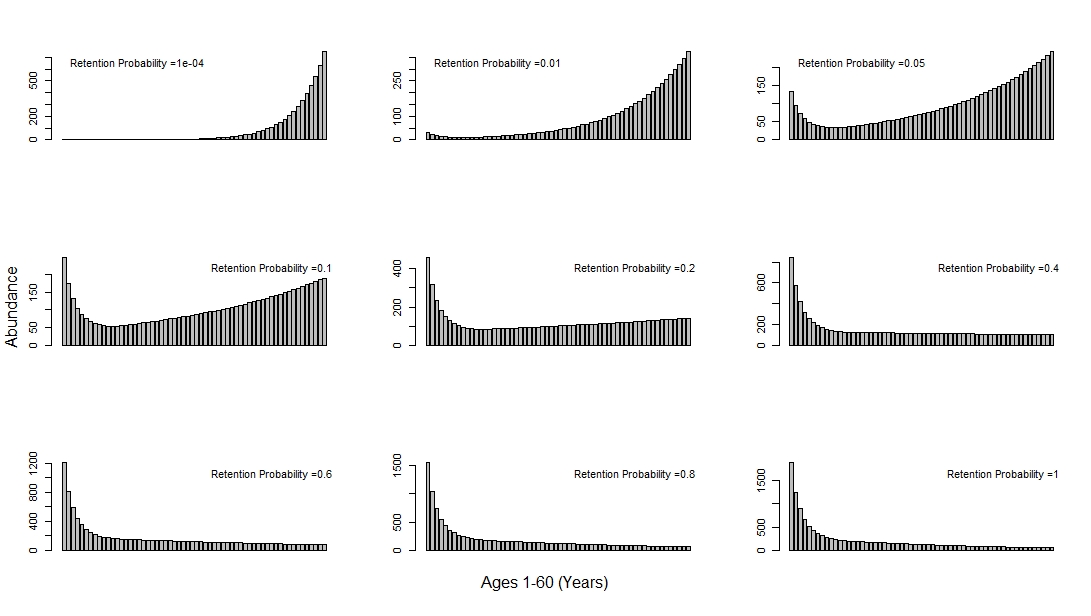 Retention Probability =1e-04
0
200
500
Retention Probability =0.01
0
100
250
Retention Probability =0.05
0
50
150
Abundance
Retention Probability =0.1
0
50
150
Retention Probability =0.2
0
200
400
Retention Probability =0.4
0
200
600
Retention Probability =0.6
0
400
800
1200
Retention Probability =0.8
0
500
1500
Retention Probability =1
0
500
1500
Ages 1-60 (Years)